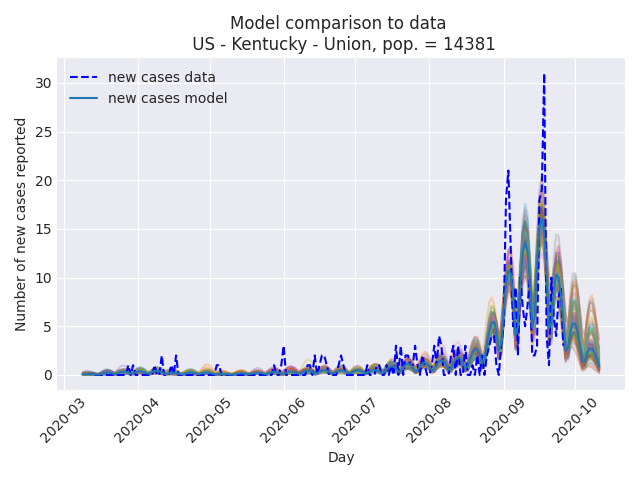 Model comparison to data
US - Kentucky - Union, pop. = 14381
new cases data
new cases model
Number of new cases reported
30
25
20
15
10
5
0
2020-03
2020-04
2020-05
2020-06
2020-07
2020-08
2020-09
2020-10
Day